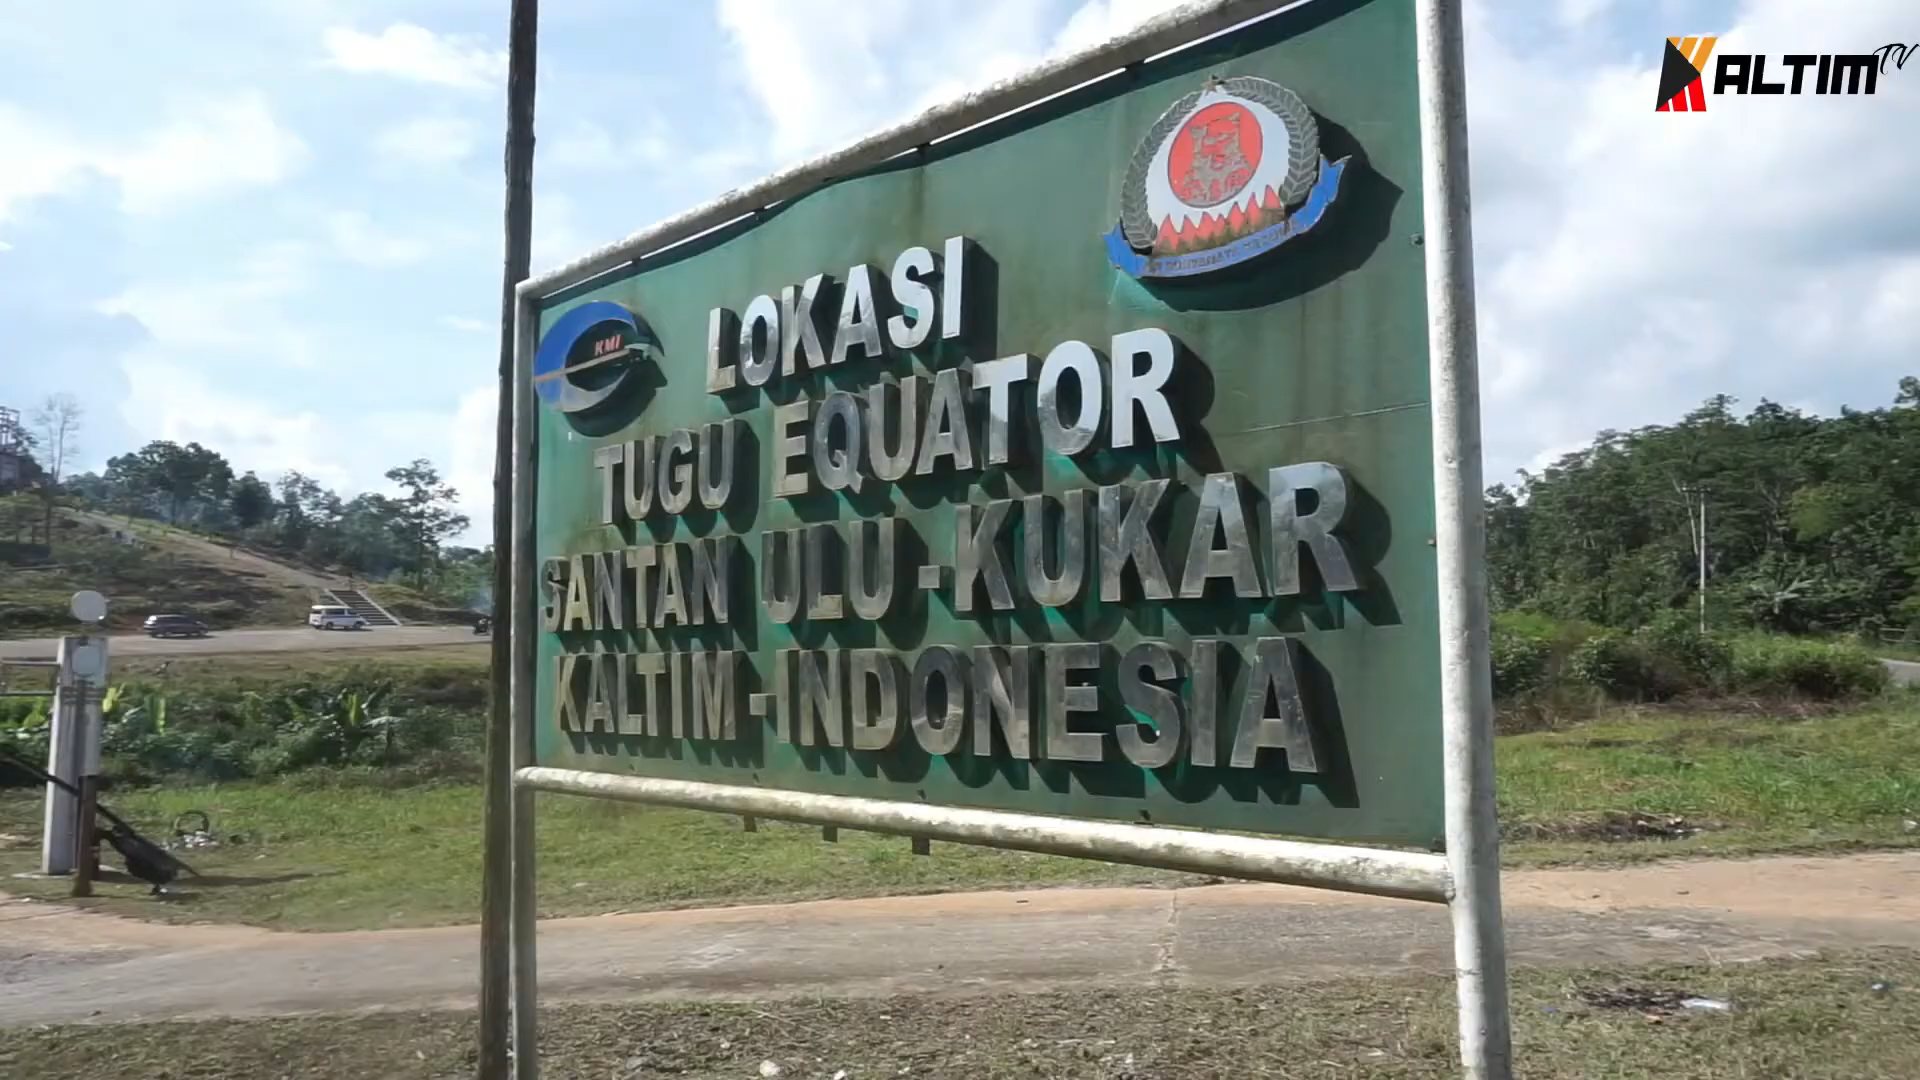 KALTIM TV
KMI
LOKASI
TUGU EQUATOR
SANTAN ULU - KUKAR
KALTIM - INDONESIA